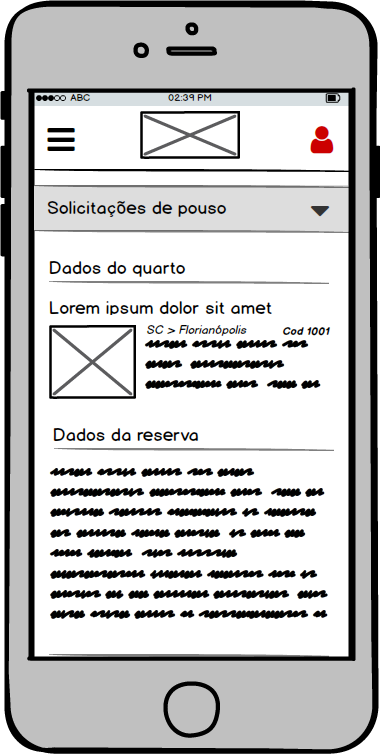 ABC 02:39 PM
Solicitações de pouso
Dados do quarto
Lorem ipsum dolor sit amet
SC > Florianópolis Cod 1001
Dados da reserva